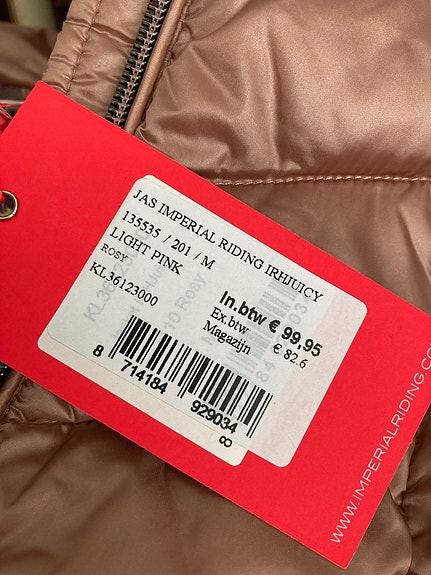 JAS IMPERIAL RIDING IRHJUICY
135535 / 201 / M
LIGHT PINK
ROSY
KL36123000
In.btw € 99,95
Ex.btw € 82.6
Magazijn
8 714184 929034
8
WWW.IMPERIALRIDING.CO